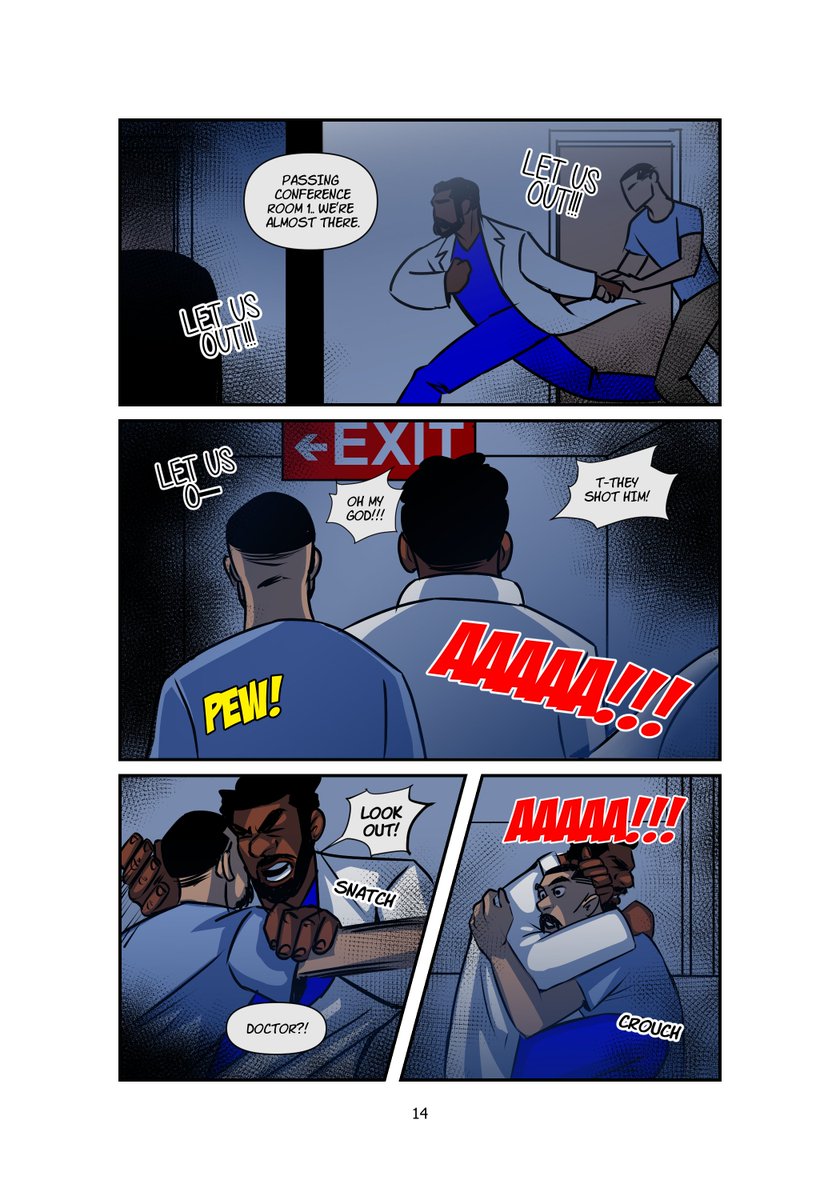 PASSING
CONFERENCE
ROOM 1.. WE'RE
ALMOST THERE.
LET US
OUT!!!
LET US
OUT!!!
LET US
O—
←EXIT
OH MY
GOD!!!
T-THEY
SHOT HIM!
PEW!
AAAAA!!!
LOOK
OUT!
SNATCH
DOCTOR?!
AAAAA!!!
CROUCH
14